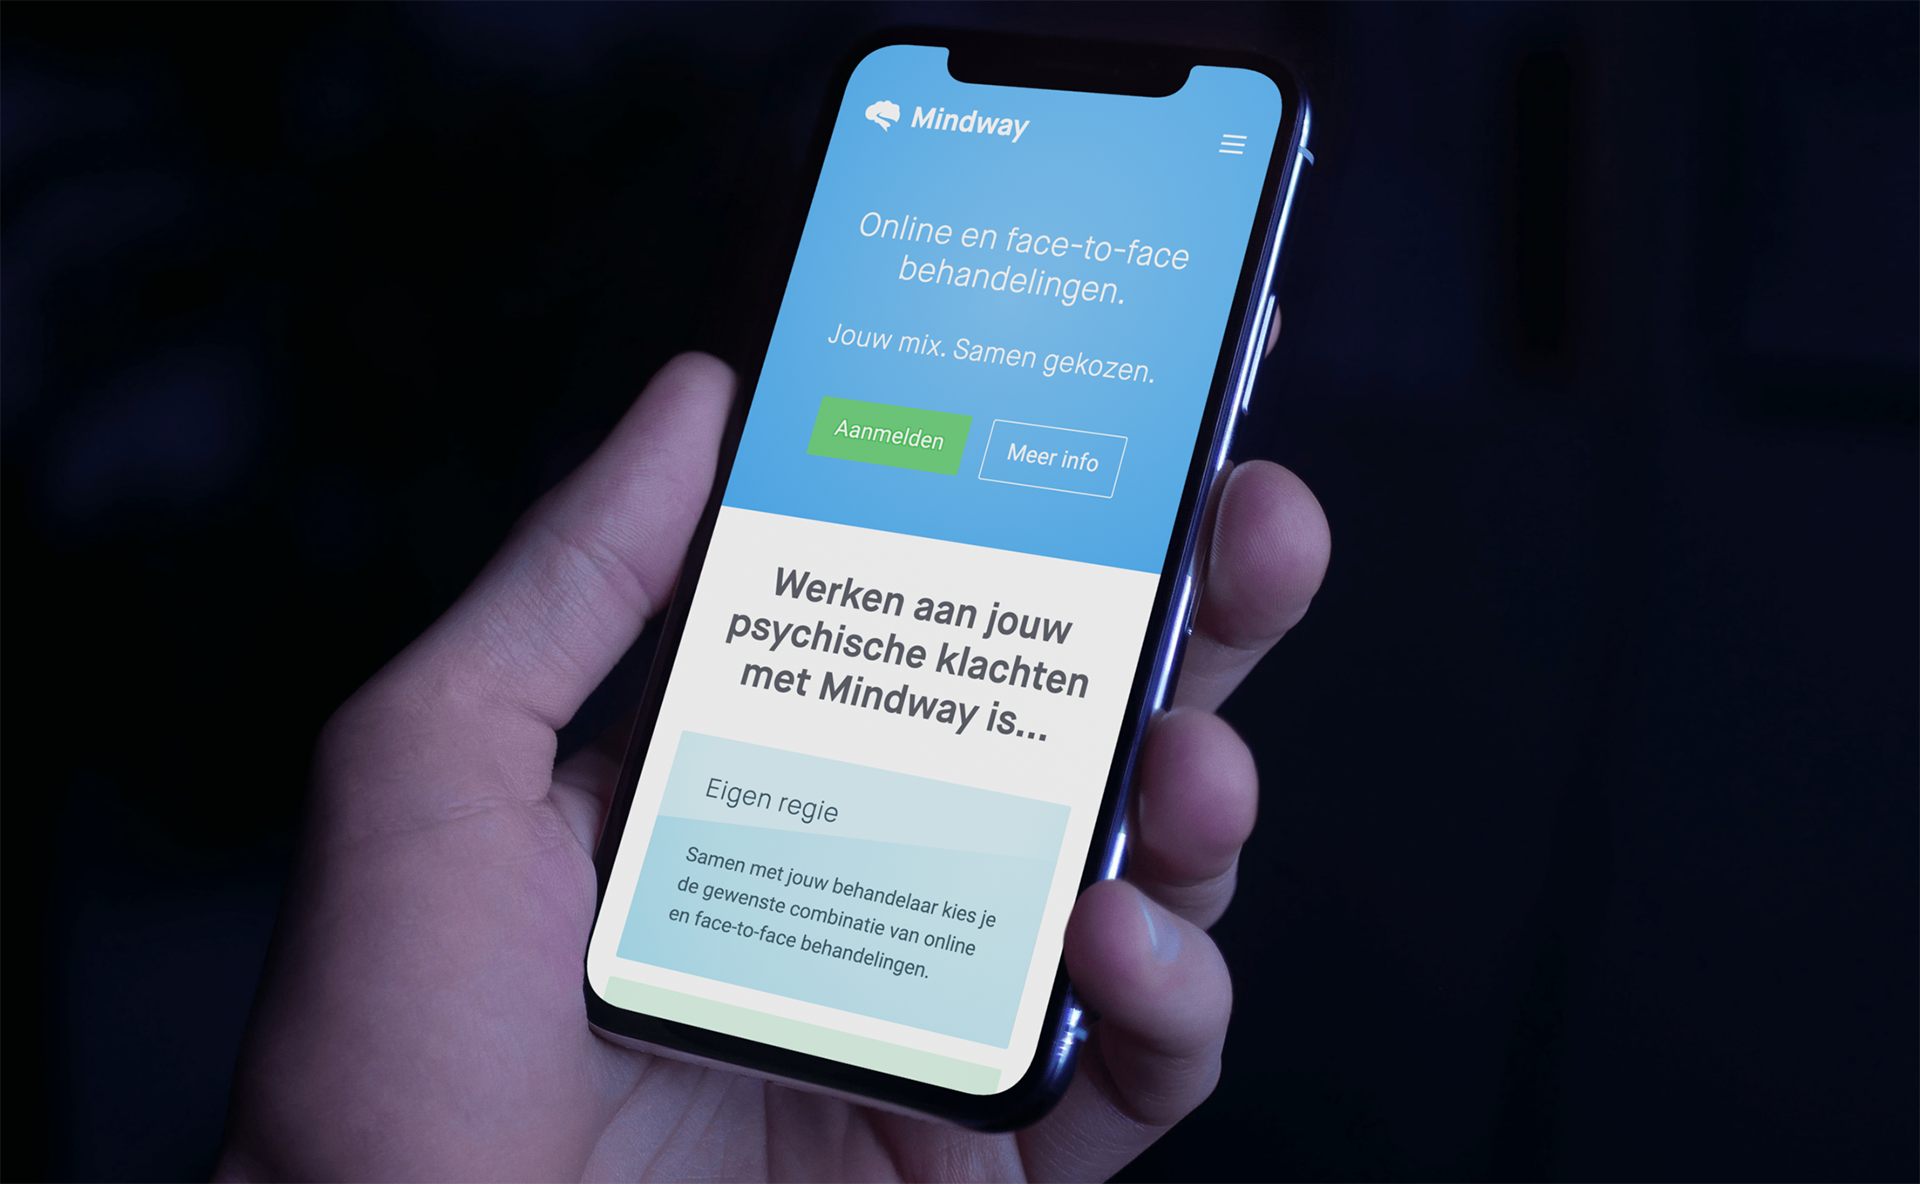 Mindway
Online en face-to-face
behandelingen.
Jouw mix. Samen gekozen.
Aanmelden
Meer info
Werken aan jouw
psychische klachten
met Mindway is...
Eigen regie
Samen met jouw behandelaar kies je
de gewenste combinatie van online
en face-to-face behandelingen.